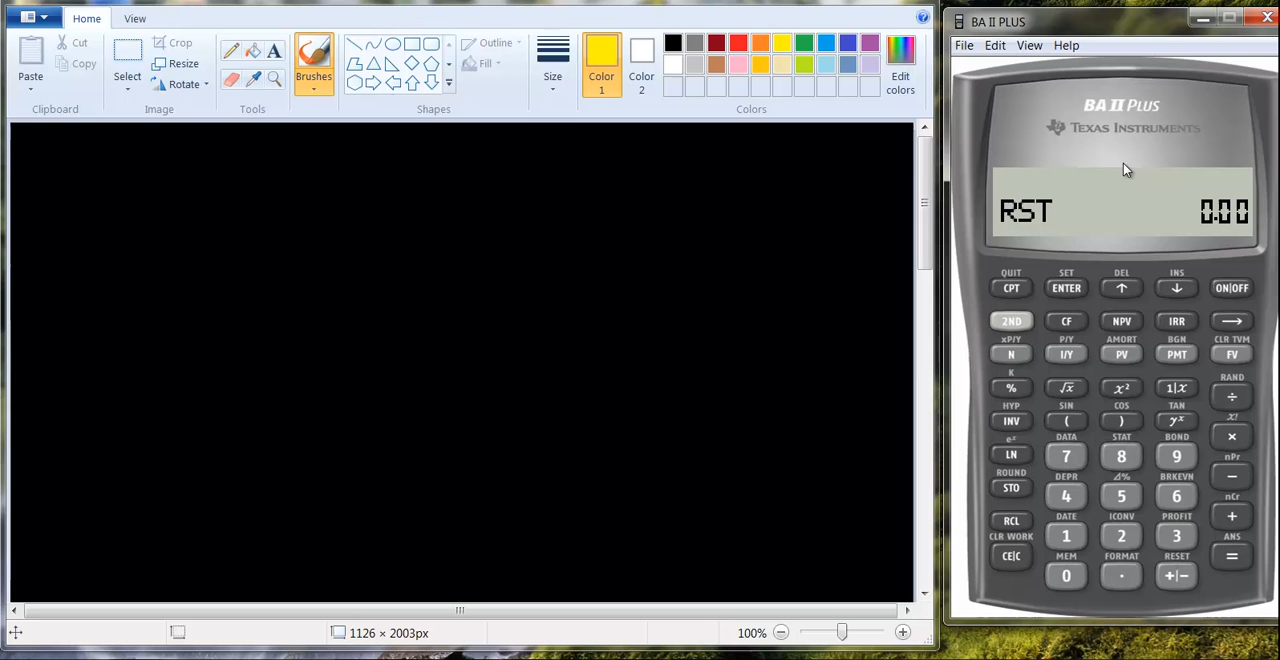 Home
View
Paste
Cut
Copy
Clipboard
Select
Crop
Resize
Rotate
Image
A
Tools
Brushes
Shapes
Outline
Fill
Size
Color
1
Color
2
Edit
colors
Colors
1126 × 2003px
100%
BA II PLUS
File Edit View Help
BA II PLUS
TEXAS INSTRUMENTS
RST 0.00
QUIT SET DEL INS
CPT ENTER ↑ ↓ ON|OFF
2ND CF NPV IRR →
xP/Y P/Y AMORT BGN CLR TVM
N I/Y PV PMT FV
K RAND
% √x x² 1|X ÷
HYP SIN COS TAN X!
INV ( ) yˣ ×
eˣ DATA STAT BOND nPr
LN 7 8 9 −
ROUND DEPR Δ% BRKEVN nCr
STO 4 5 6 +
DATE ICONV PROFIT ANS
RCL 1 2 3 =
CLR WORK MEM FORMAT RESET
CE|C 0 . +|−